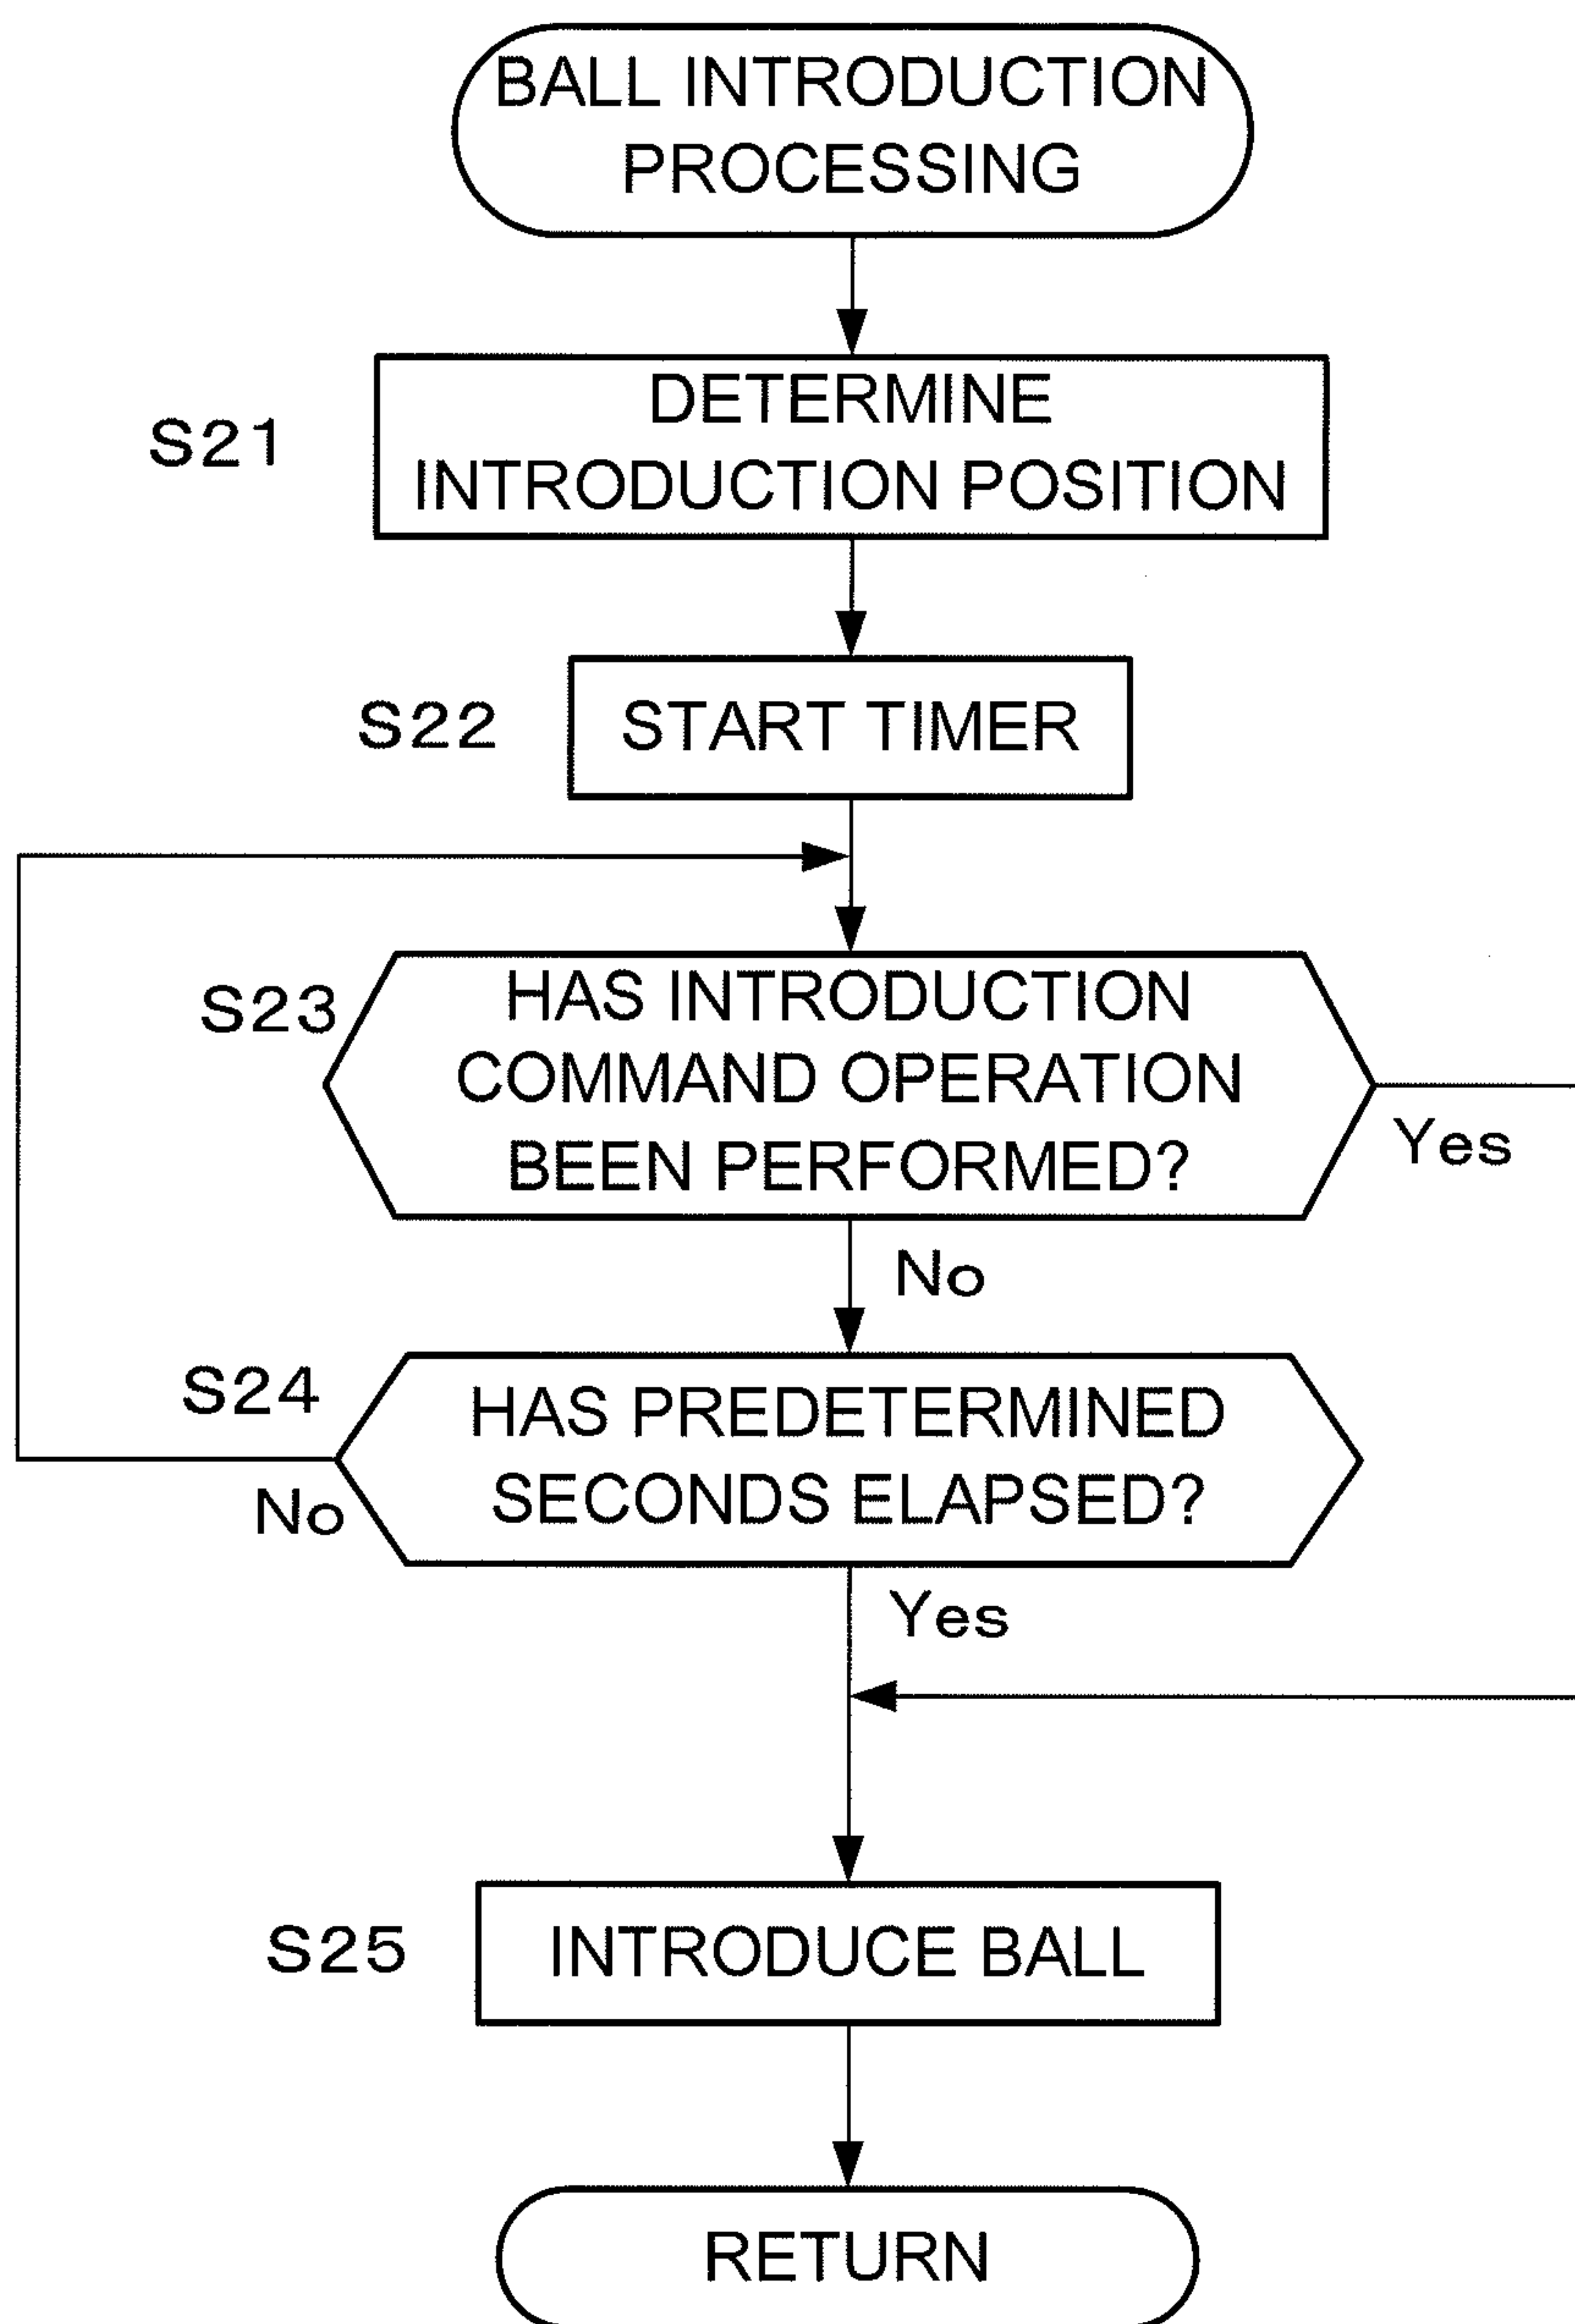 BALL INTRODUCTION
PROCESSING
S21
DETERMINE
INTRODUCTION POSITION
S22
START TIMER
S23
HAS INTRODUCTION
COMMAND OPERATION
BEEN PERFORMED?
Yes
No
S24
HAS PREDETERMINED
SECONDS ELAPSED?
No
Yes
S25
INTRODUCE BALL
RETURN